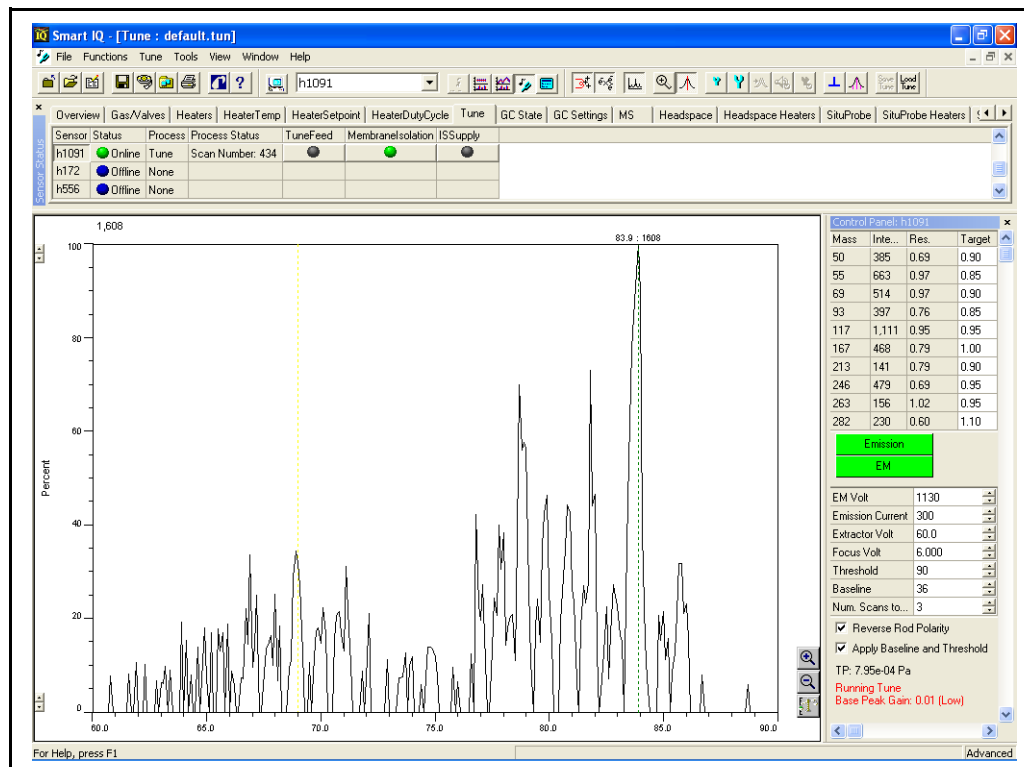 Smart IQ - [Tune : default.tun]
File Functions Tune Tools View Window Help
h1091 Save Tune Load Tune
Overview Gas/Valves Heaters HeaterTemp HeaterSetpoint HeaterDutyCycle Tune GC State GC Settings MS Headspace Headspace Heaters SituProbe SituProbe Heaters
Sensor Status
Sensor Status Process Process Status TuneFeed MembraneIsolation ISSupply
h1091 Online Tune Scan Number: 434
h172 Offline None
h556 Offline None
1,608
83.9 : 1608
100
80
60
40
20
0
Percent
60.0 65.0 70.0 75.0 80.0 85.0 90.0
Control Panel: h1091
Mass Inte... Res. Target
50 385 0.69 0.90
55 663 0.97 0.85
69 514 0.97 0.90
93 397 0.76 0.85
117 1,111 0.95 0.95
167 468 0.79 1.00
213 141 0.79 0.90
246 479 0.69 0.95
263 156 1.02 0.95
282 230 0.60 1.10
Emission
EM
EM Volt 1130
Emission Current 300
Extractor Volt 60.0
Focus Volt 6.000
Threshold 90
Baseline 36
Num. Scans to... 3
Reverse Rod Polarity
Apply Baseline and Threshold
TP: 7.95e-04 Pa
Running Tune
Base Peak Gain: 0.01 (Low)
For Help, press F1
Advanced